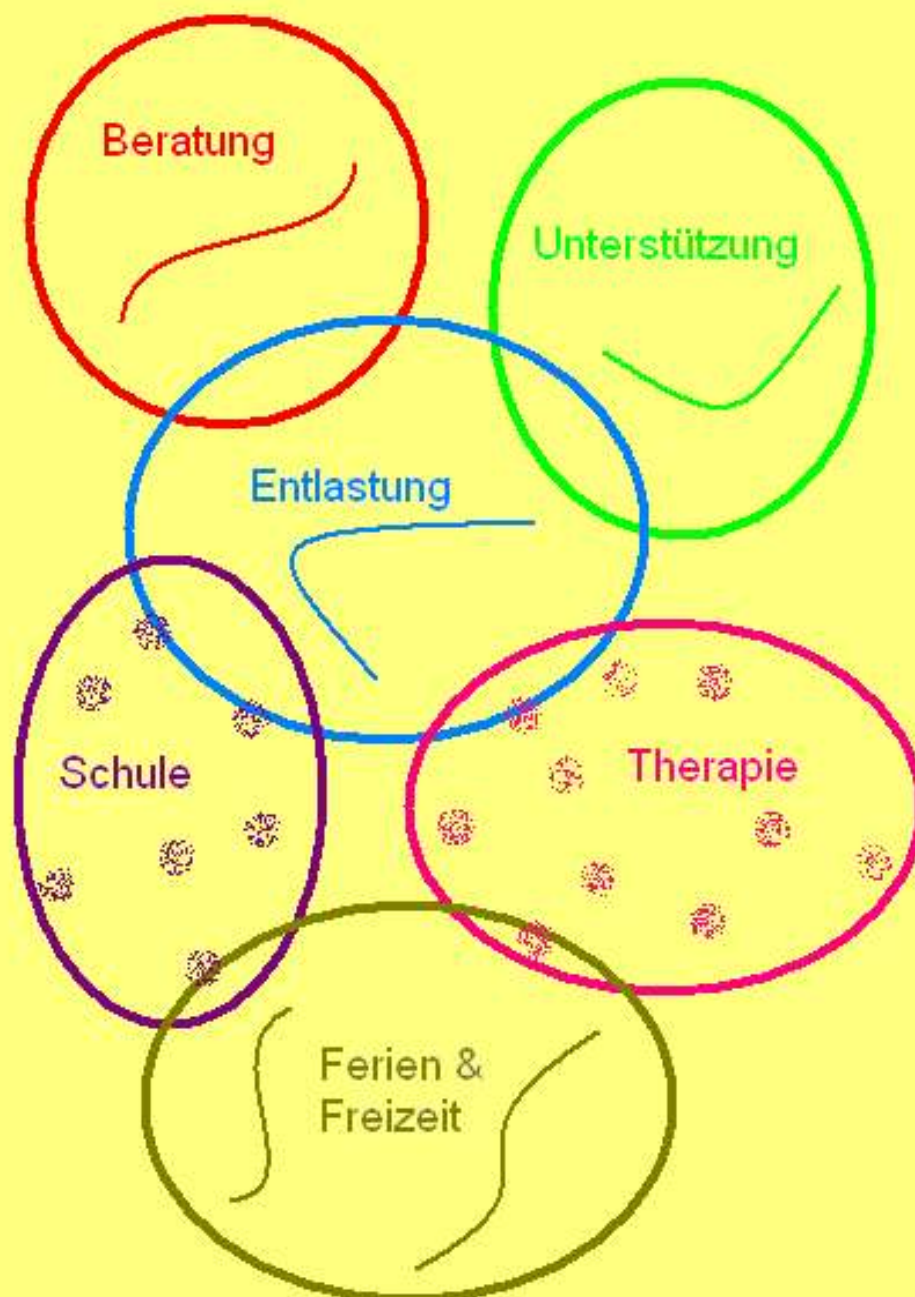 Beratung
Unterstützung
Entlastung
Schule
Therapie
Ferien &
Freizeit